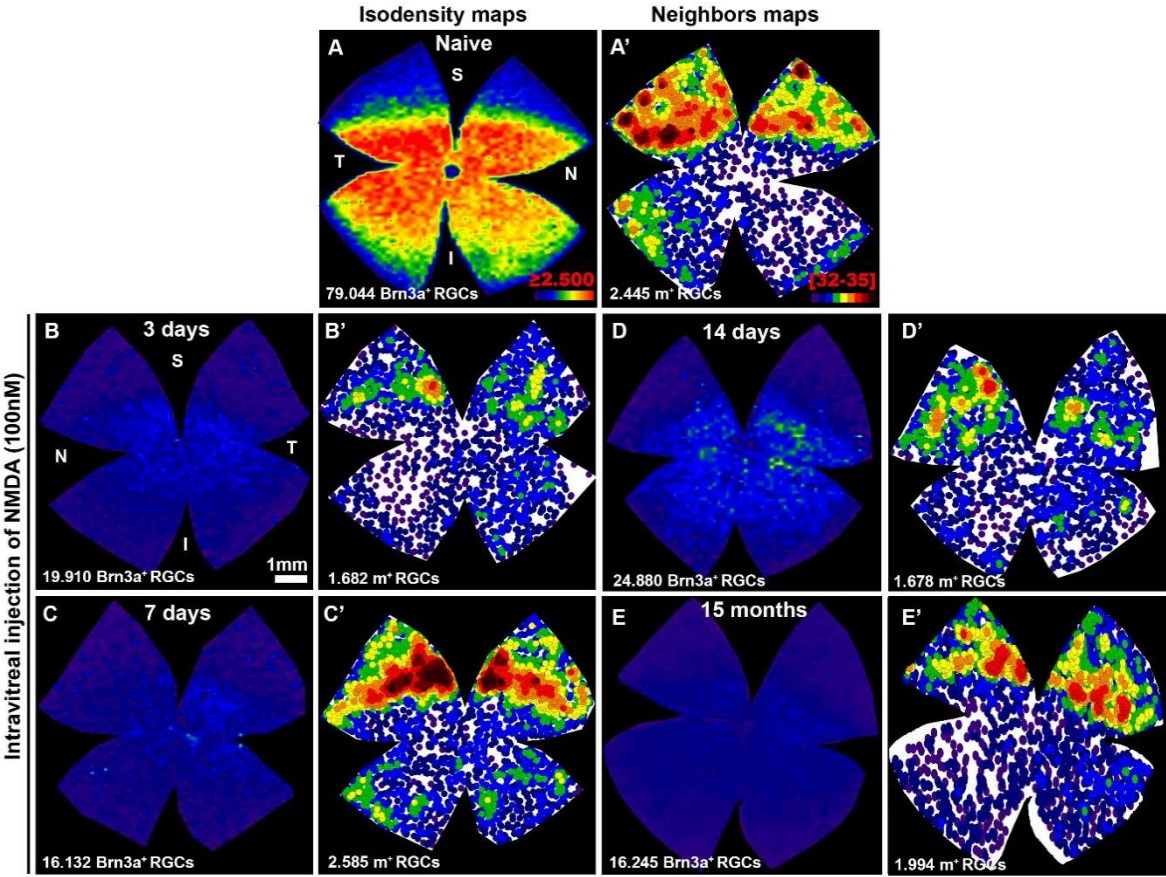 Isodensity maps
Neighbors maps
A
Naive
S
T
N
I
≥2.500
79.044 Brn3a⁺ RGCs
A'
[32-35]
2.445 m⁺ RGCs
Intravitreal injection of NMDA (100nM)
B
3 days
S
N
T
I
1mm
19.910 Brn3a⁺ RGCs
B'
1.682 m⁺ RGCs
D
14 days
24.880 Brn3a⁺ RGCs
D'
1.678 m⁺ RGCs
C
7 days
16.132 Brn3a⁺ RGCs
C'
2.585 m⁺ RGCs
E
15 months
16.245 Brn3a⁺ RGCs
E'
1.994 m⁺ RGCs